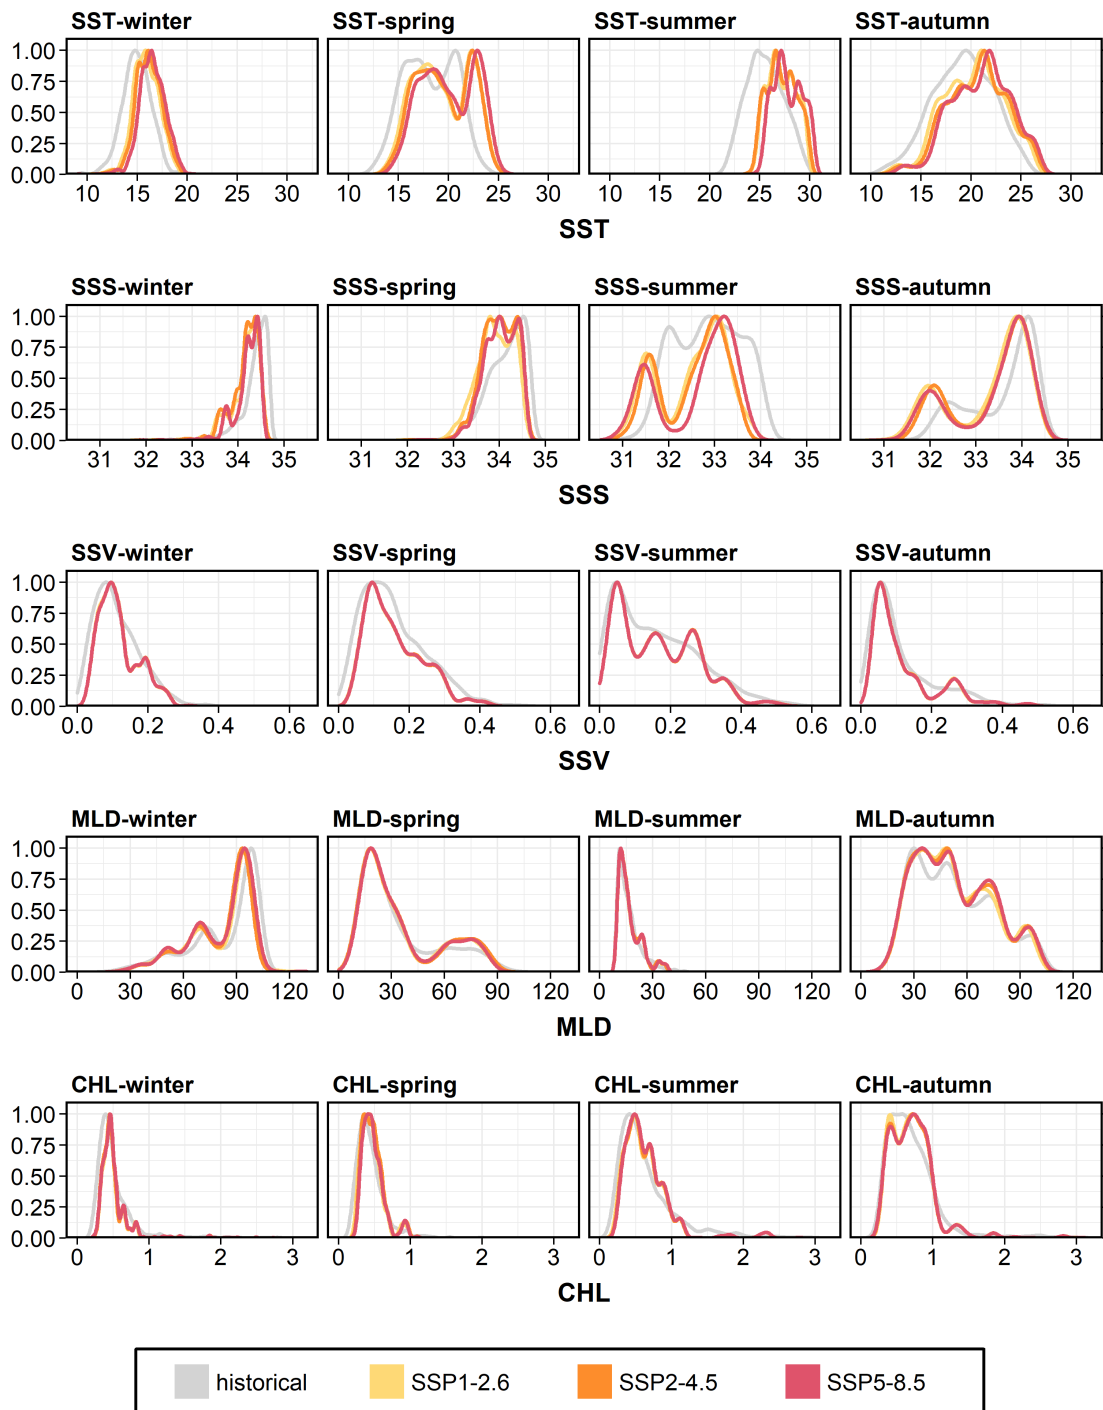 SST-winter SST-spring SST-summer SST-autumn
1.00
0.75
0.50
0.25
0.00
10 15 20 25 30 10 15 20 25 30 10 15 20 25 30 10 15 20 25 30
SST
SSS-winter SSS-spring SSS-summer SSS-autumn
1.00
0.75
0.50
0.25
0.00
31 32 33 34 35 31 32 33 34 35 31 32 33 34 35 31 32 33 34 35
SSS
SSV-winter SSV-spring SSV-summer SSV-autumn
1.00
0.75
0.50
0.25
0.00
0.0 0.2 0.4 0.6 0.0 0.2 0.4 0.6 0.0 0.2 0.4 0.6 0.0 0.2 0.4 0.6
SSV
MLD-winter MLD-spring MLD-summer MLD-autumn
1.00
0.75
0.50
0.25
0.00
0 30 60 90 120 0 30 60 90 120 0 30 60 90 120 0 30 60 90 120
MLD
CHL-winter CHL-spring CHL-summer CHL-autumn
1.00
0.75
0.50
0.25
0.00
0 1 2 3 0 1 2 3 0 1 2 3 0 1 2 3
CHL
historical SSP1-2.6 SSP2-4.5 SSP5-8.5